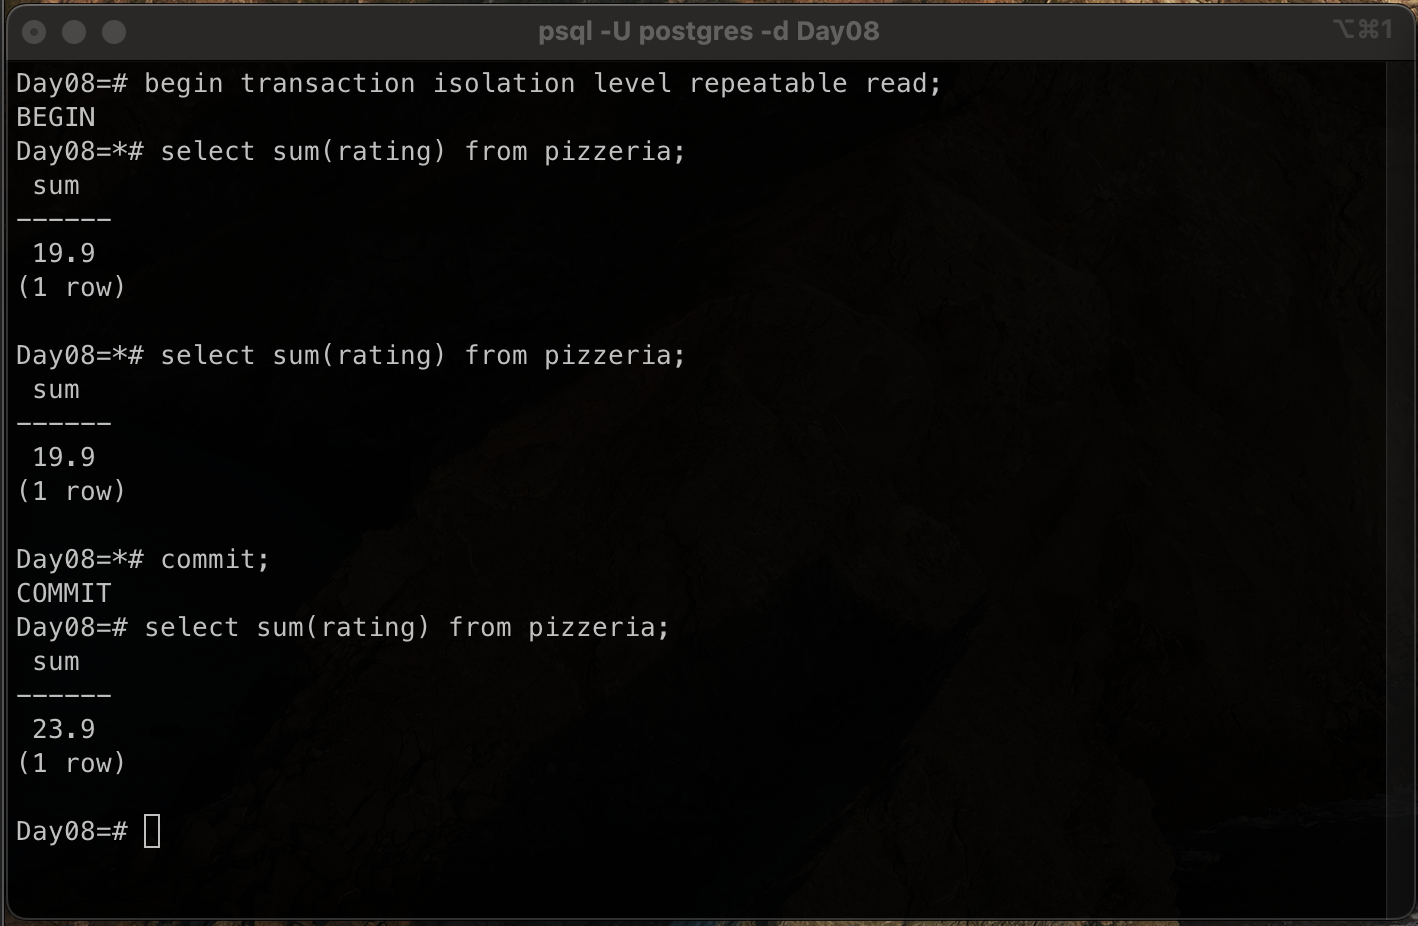 psql -U postgres -d Day08
⌥⌘1
Day08=# begin transaction isolation level repeatable read;
BEGIN
Day08=*# select sum(rating) from pizzeria;
 sum
------
 19.9
(1 row)

Day08=*# select sum(rating) from pizzeria;
 sum
------
 19.9
(1 row)

Day08=*# commit;
COMMIT
Day08=# select sum(rating) from pizzeria;
 sum
------
 23.9
(1 row)

Day08=#